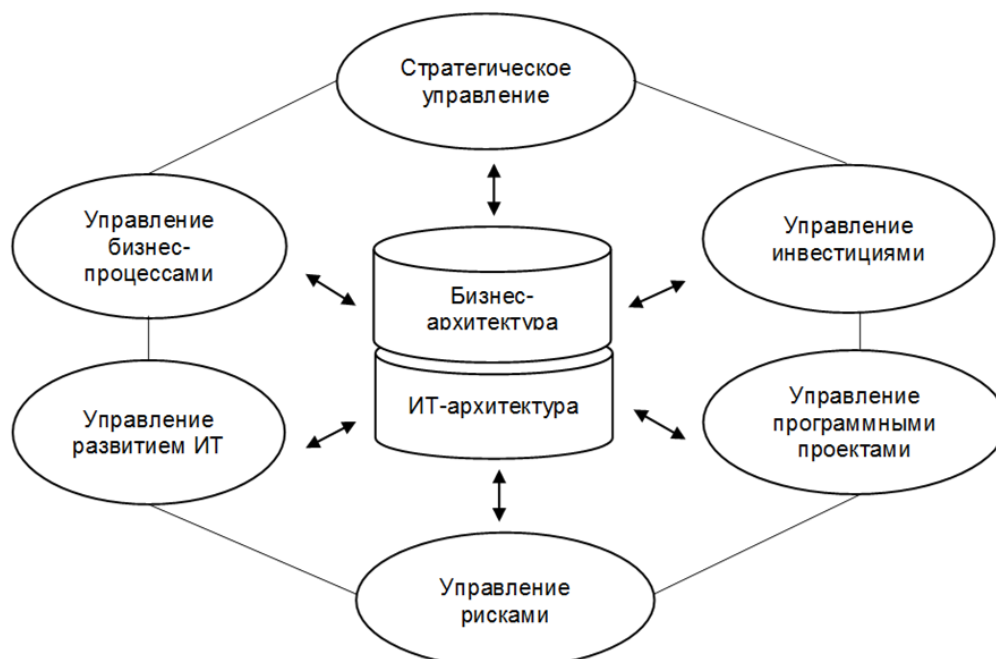 Стратегическое
управление
Управление
бизнес-
процессами
Управление
инвестициями
Бизнес-
архитектура
ИТ-архитектура
Управление
развитием ИТ
Управление
программными
проектами
Управление
рисками